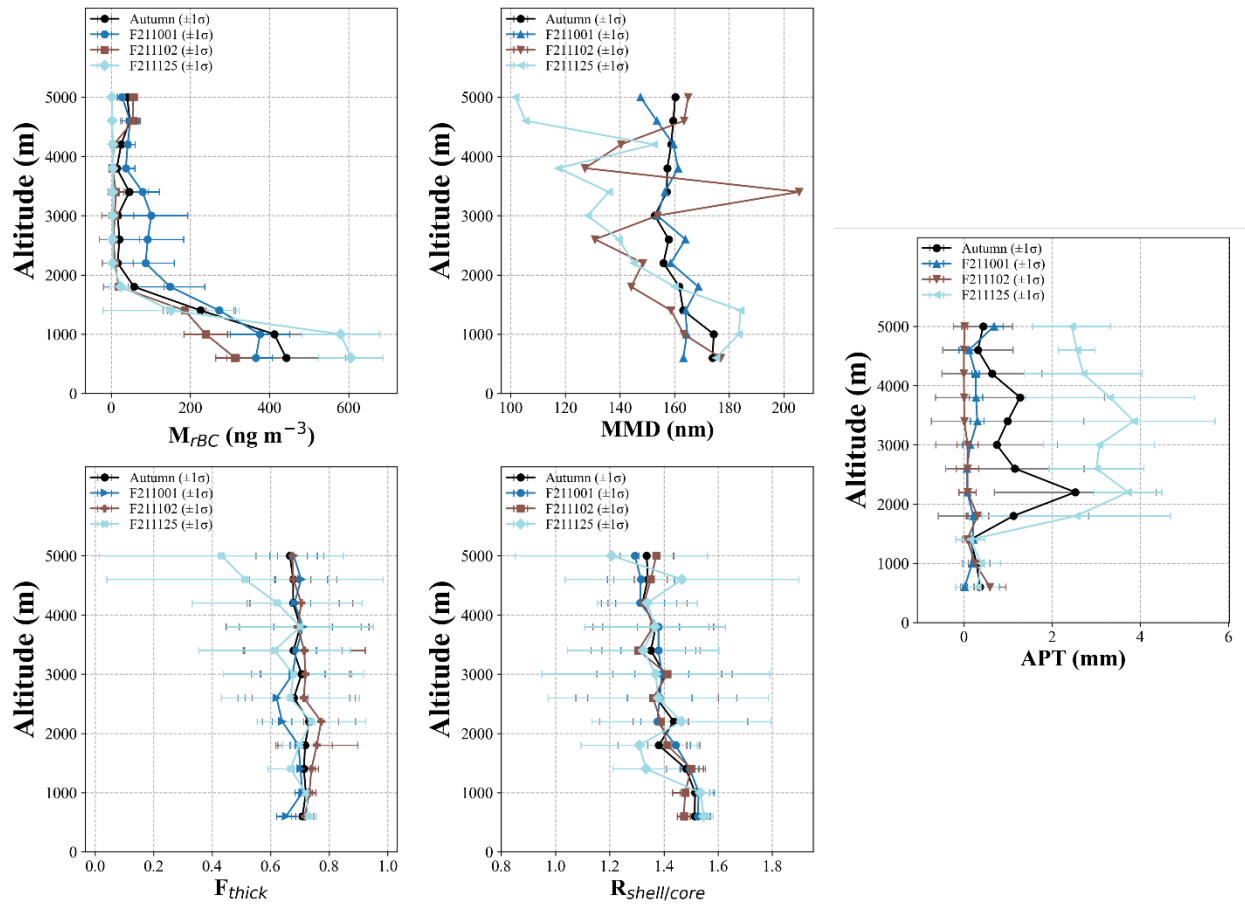 Autumn (±1σ)
F211001 (±1σ)
F211102 (±1σ)
F211125 (±1σ)
5000
4000
3000
2000
1000
0
Altitude (m)
0 200 400 600
M_rBC (ng m⁻³)
Autumn (±1σ)
F211001 (±1σ)
F211102 (±1σ)
F211125 (±1σ)
5000
4000
3000
2000
1000
0
Altitude (m)
100 120 140 160 180 200
MMD (nm)
Autumn (±1σ)
F211001 (±1σ)
F211102 (±1σ)
F211125 (±1σ)
5000
4000
3000
2000
1000
0
Altitude (m)
0 2 4 6
APT (mm)
Autumn (±1σ)
F211001 (±1σ)
F211102 (±1σ)
F211125 (±1σ)
5000
4000
3000
2000
1000
0
Altitude (m)
0.0 0.2 0.4 0.6 0.8 1.0
F_thick
Autumn (±1σ)
F211001 (±1σ)
F211102 (±1σ)
F211125 (±1σ)
5000
4000
3000
2000
1000
0
Altitude (m)
0.8 1.0 1.2 1.4 1.6 1.8 2.0
R_shell/core